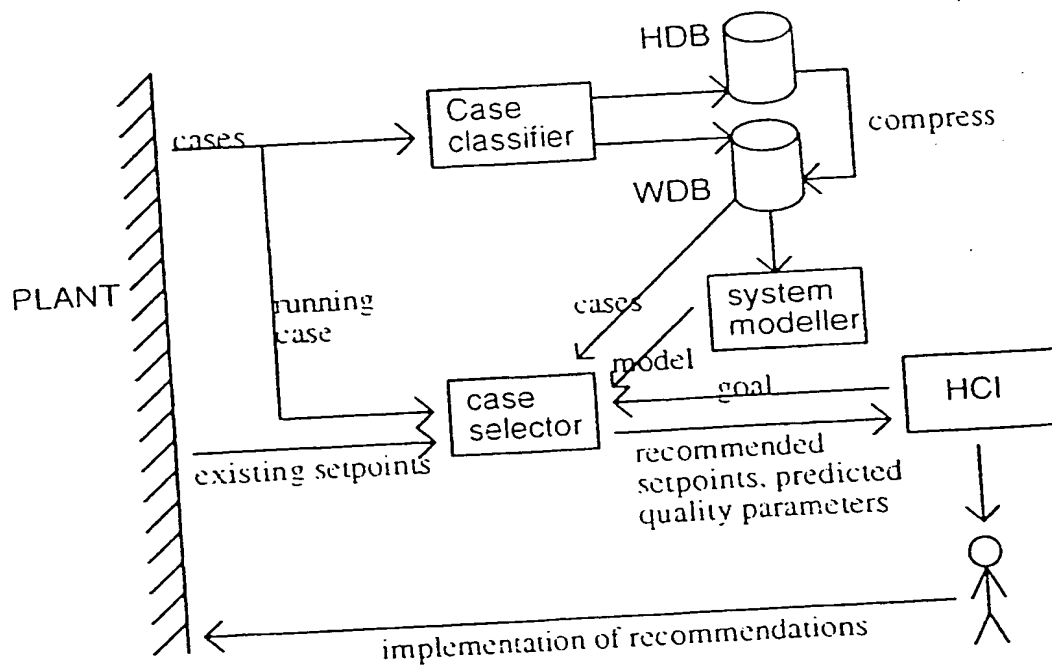 HDB
Case
classifier
cases
compress
WDB
PLANT
running
case
cases
system
modeller
model
goal
HCI
case
selector
existing setpoints
recommended
setpoints, predicted
quality parameters
implementation of recommendations